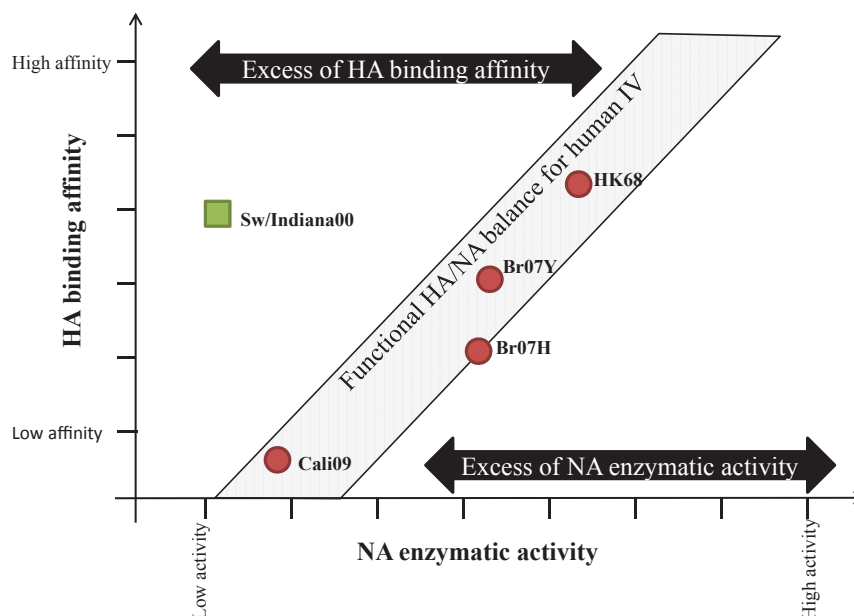 High affinity
Excess of HA binding affinity
Functional HA/NA balance for human IV
HK68
Sw/Indiana00
Br07Y
Br07H
HA binding affinity
Low affinity
Cali09
Excess of NA enzymatic activity
Low activity
NA enzymatic activity
High activity